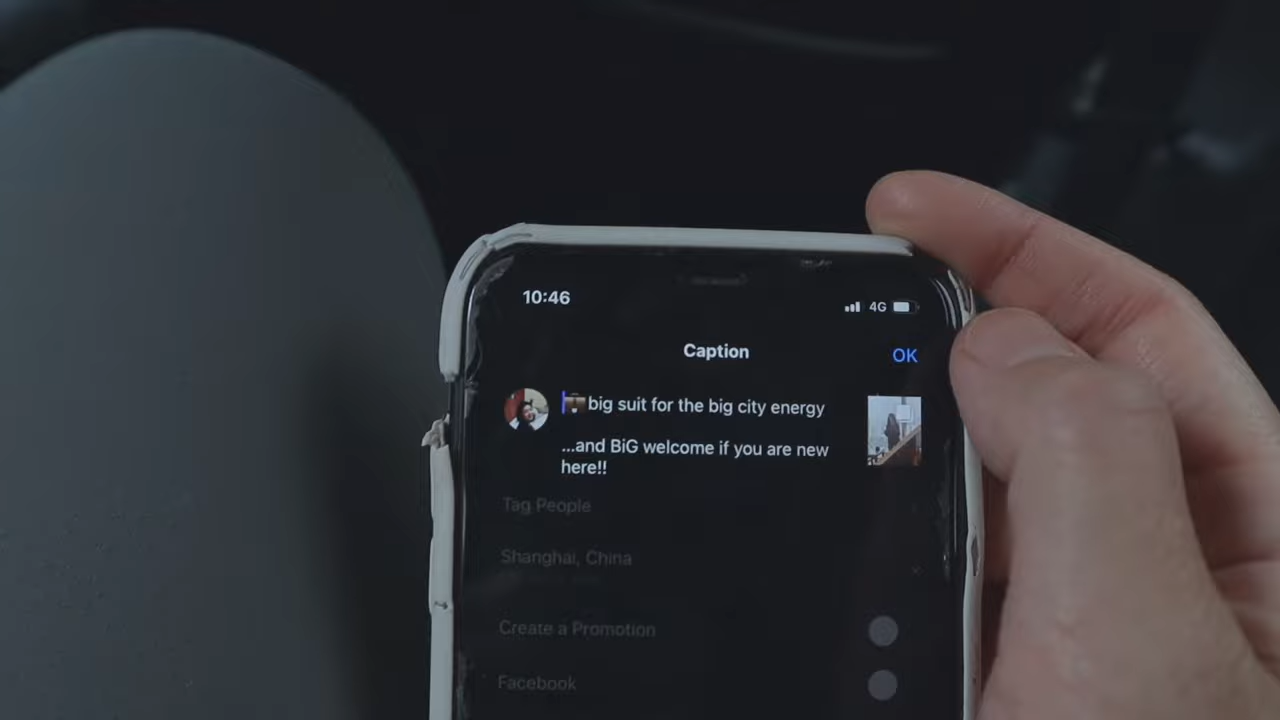 10:46
4G
Caption
OK
big suit for the big city energy
...and BiG welcome if you are new
here!!
Tag People
Shanghai, China
Create a Promotion
Facebook